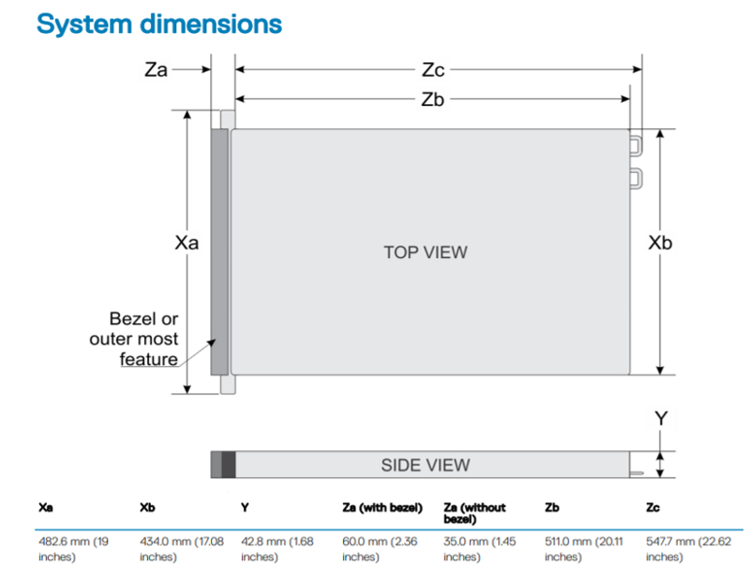 System dimensions
Za
Zc
Zb
Xa
TOP VIEW
Xb
Bezel or
outer most
feature
Y
SIDE VIEW
Xa Xb Y Za (with bezel) Za (without Zb Zc
bezel)
482.6 mm (19 434.0 mm (17.08 42.8 mm (1.68 60.0 mm (2.36 35.0 mm (1.45 511.0 mm (20.11 547.7 mm (22.62
inches) inches) inches) inches) inches) inches) inches)